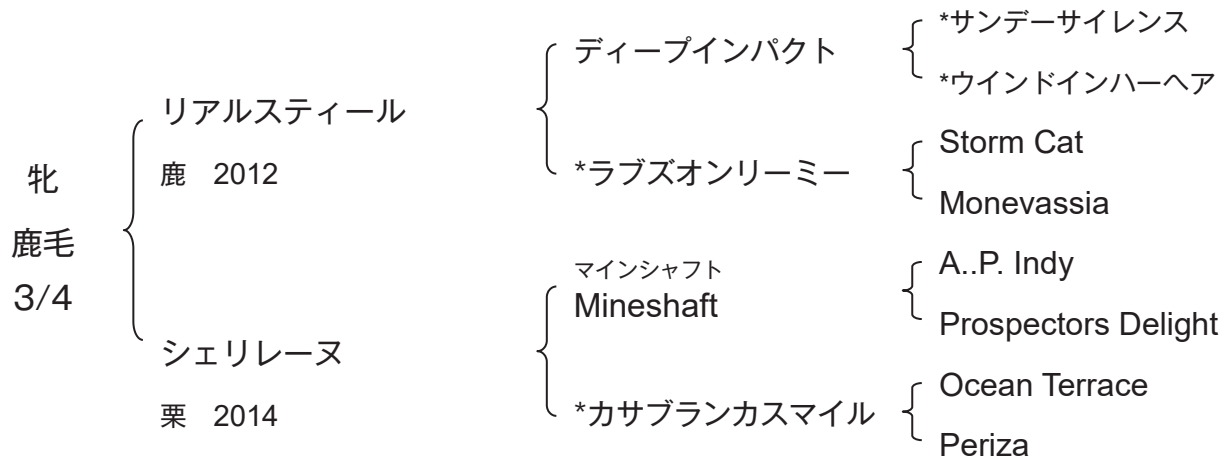 牝
鹿毛
3/4
リアルスティール
鹿 2012
シェリレーヌ
栗 2014
ディープインパクト
*ラブズオンリーミー
マインシャフト
Mineshaft
*カサブランカスマイル
*サンデーサイレンス
*ウインドインハーヘア
Storm Cat
Monevassia
A..P. Indy
Prospectors Delight
Ocean Terrace
Periza